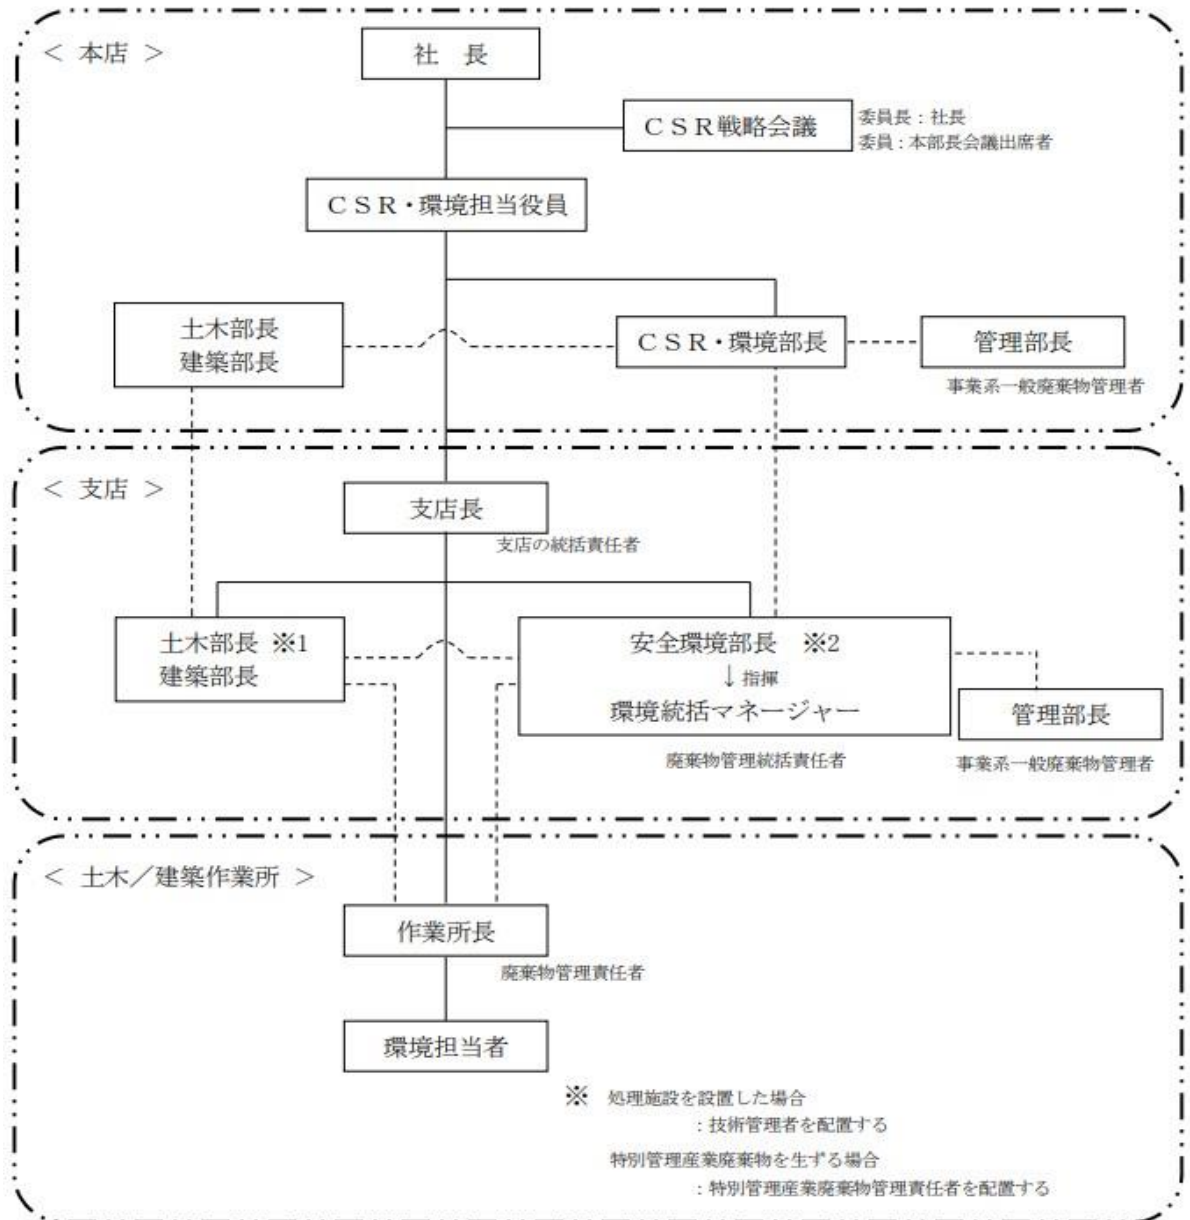 ＜ 本店 ＞
社　長
ＣＳＲ戦略会議
委員長：社長
委員：本部長会議出席者
ＣＳＲ・環境担当役員
土木部長
建築部長
ＣＳＲ・環境部長
管理部長
事業系一般廃棄物管理者
＜ 支店 ＞
支店長
支店の統括責任者
土木部長 ※1
建築部長
安全環境部長　※2
↓ 指揮
環境統括マネージャー
廃棄物管理統括責任者
管理部長
事業系一般廃棄物管理者
＜ 土木／建築作業所 ＞
作業所長
廃棄物管理責任者
環境担当者
※　処理施設を設置した場合
：技術管理者を配置する
特別管理産業廃棄物を生ずる場合
：特別管理産業廃棄物管理責任者を配置する